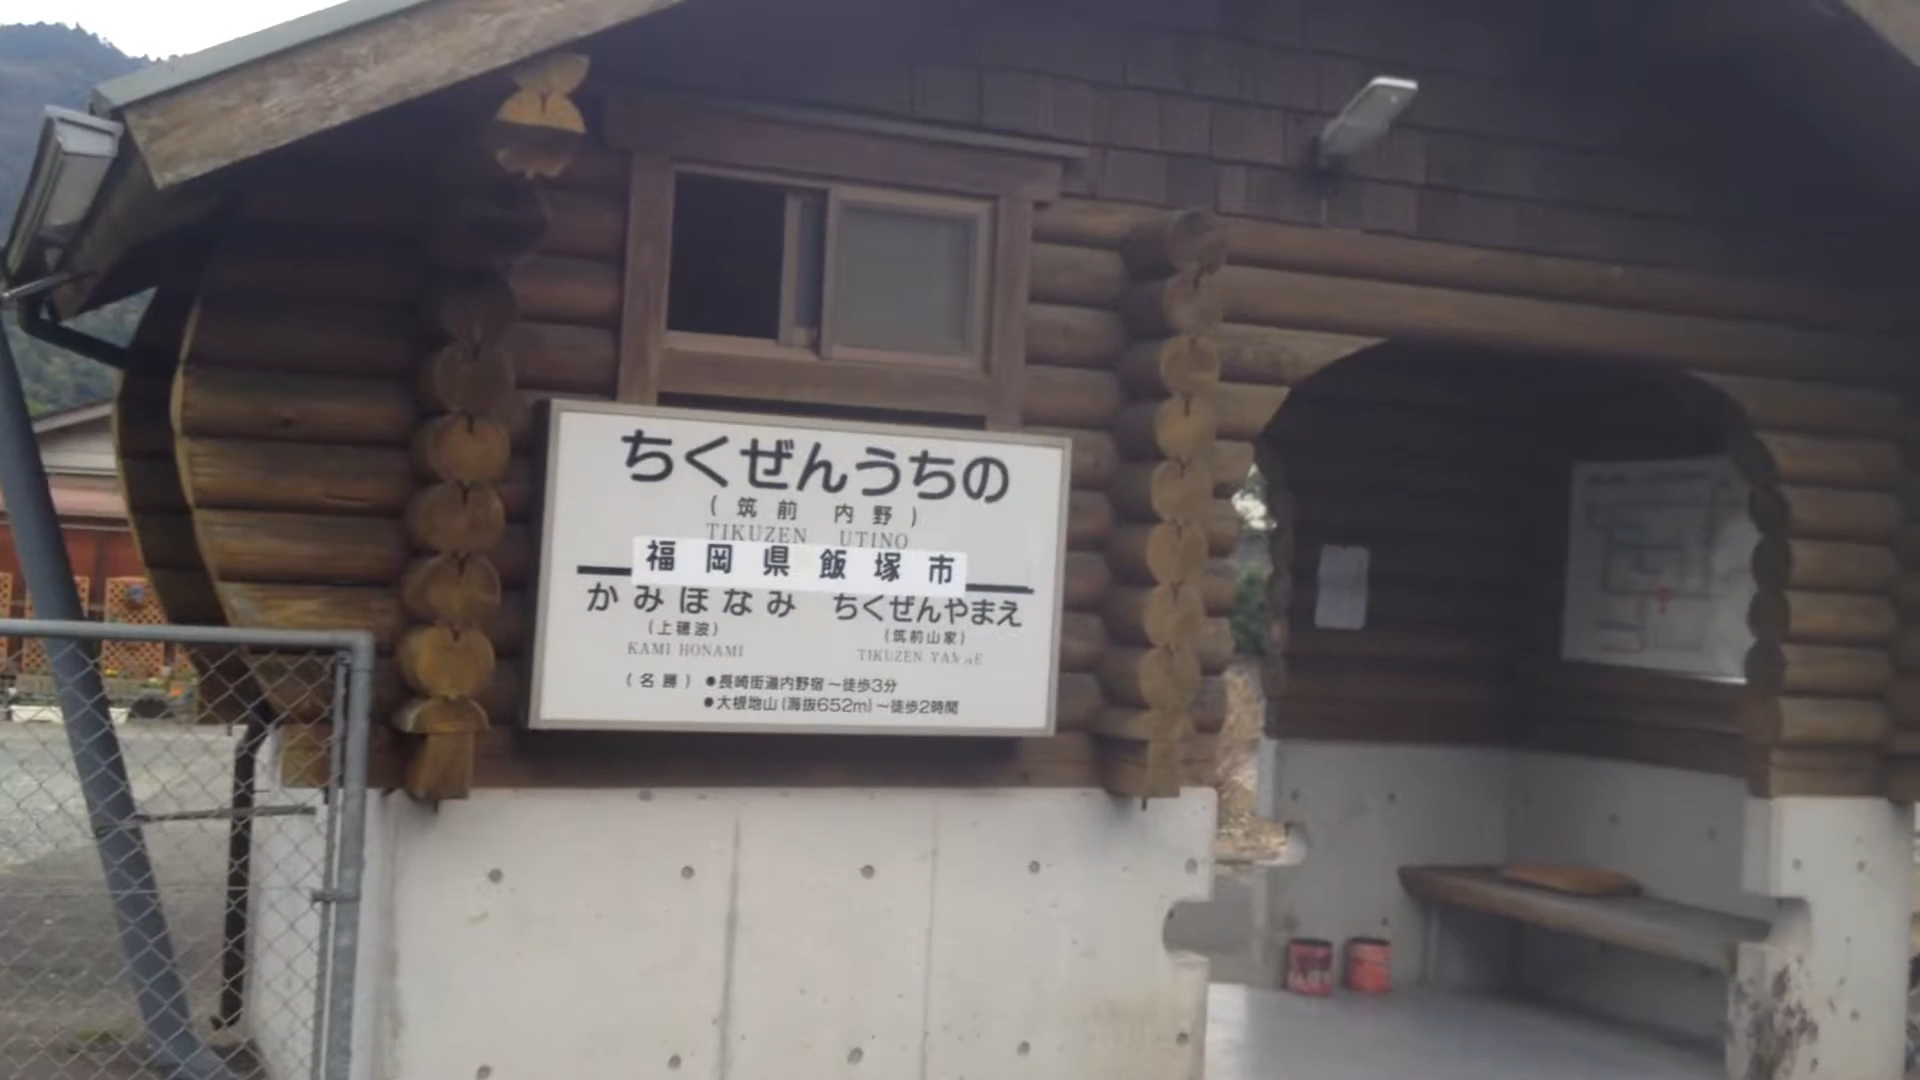 ちくぜんうちの
(筑前 内野)
TIKUZEN UTINO
福岡県飯塚市
かみほなみ ちくぜんやまえ
(上穂波) (筑前山家)
KAMI HONAMI TIKUZEN YAMAE
(名勝) ●長崎街道内野宿～徒歩3分
●大根地山(海抜652m)～徒歩2時間